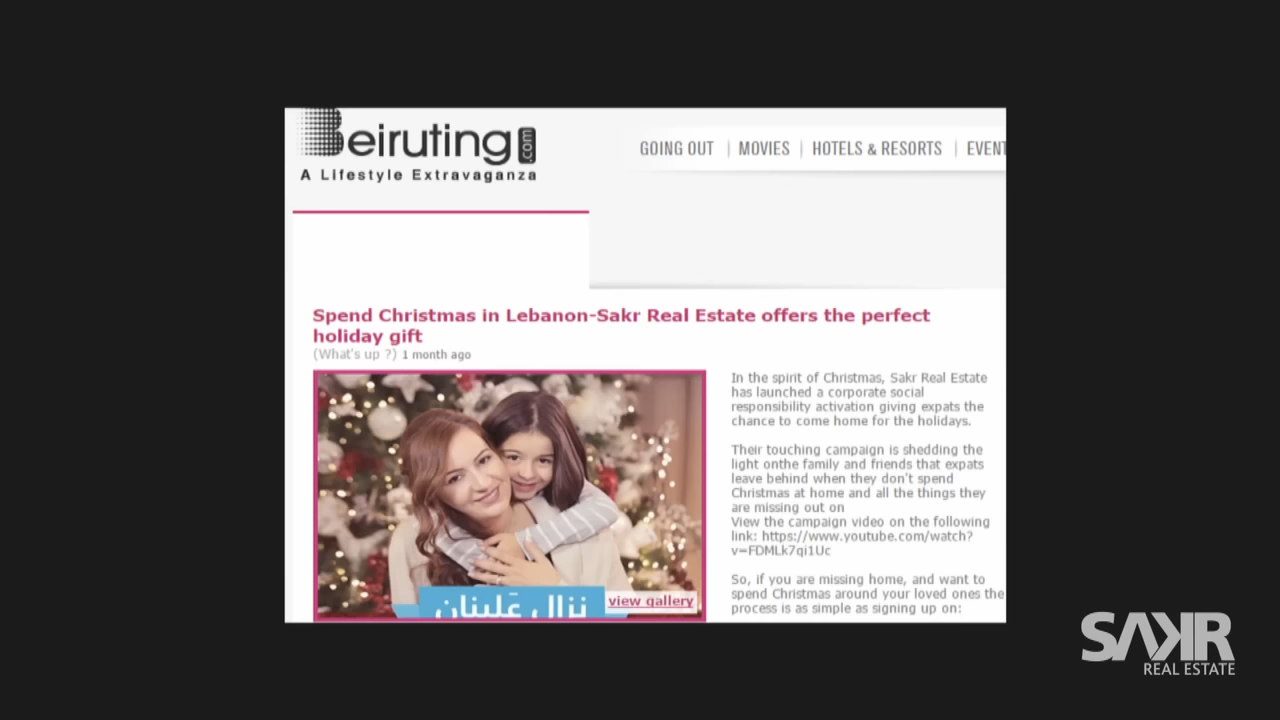 Beiruting.com
A Lifestyle Extravaganza
GOING OUT | MOVIES | HOTELS & RESORTS | EVENT
Spend Christmas in Lebanon-Sakr Real Estate offers the perfect
holiday gift
(What's up ?) 1 month ago
In the spirit of Christmas, Sakr Real Estate
has launched a corporate social
responsibility activation giving expats the
chance to come home for the holidays.
Their touching campaign is shedding the
light onthe family and friends that expats
leave behind when they don't spend
Christmas at home and all the things they
are missing out on
View the campaign video on the following
link: https://www.youtube.com/watch?
v=FDMLk7qi1Uc
So, if you are missing home, and want to
spend Christmas around your loved ones the
process is as simple as signing up on:
نزال عَلبنان
view gallery
SAKR
REAL ESTATE